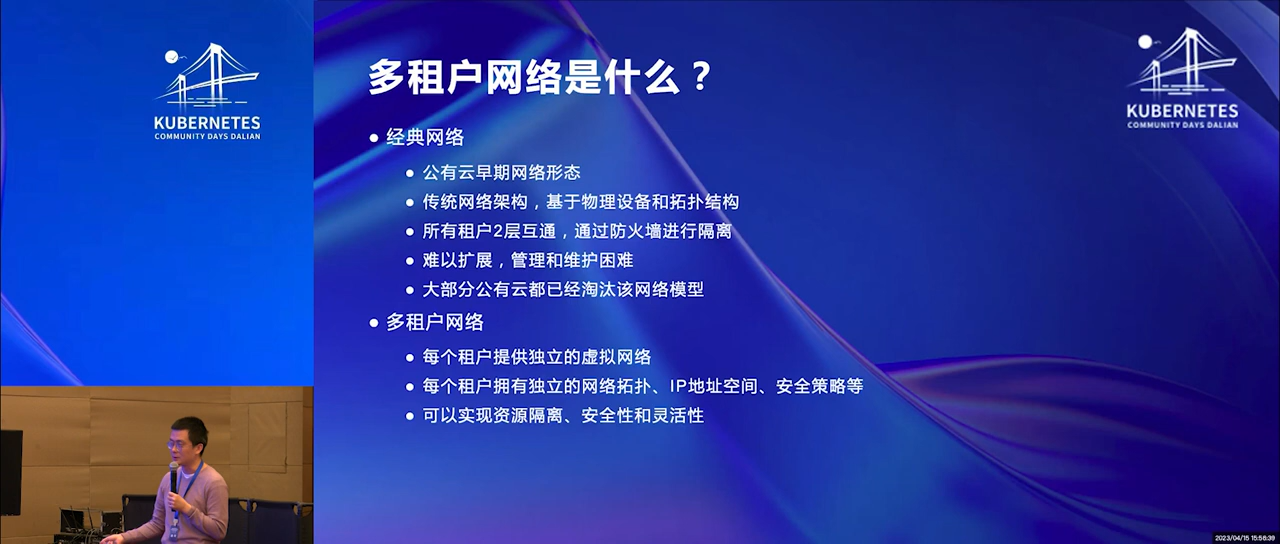 KUBERNETES
COMMUNITY DAYS DALIAN
多租户网络是什么？
KUBERNETES
COMMUNITY DAYS DALIAN
• 经典网络
• 公有云早期网络形态
• 传统网络架构，基于物理设备和拓扑结构
• 所有租户2层互通，通过防火墙进行隔离
• 难以扩展，管理和维护困难
• 大部分公有云都已经淘汰该网络模型
• 多租户网络
• 每个租户提供独立的虚拟网络
• 每个租户拥有独立的网络拓扑、IP地址空间、安全策略等
• 可以实现资源隔离、安全性和灵活性
2023/04/15 15:56:39